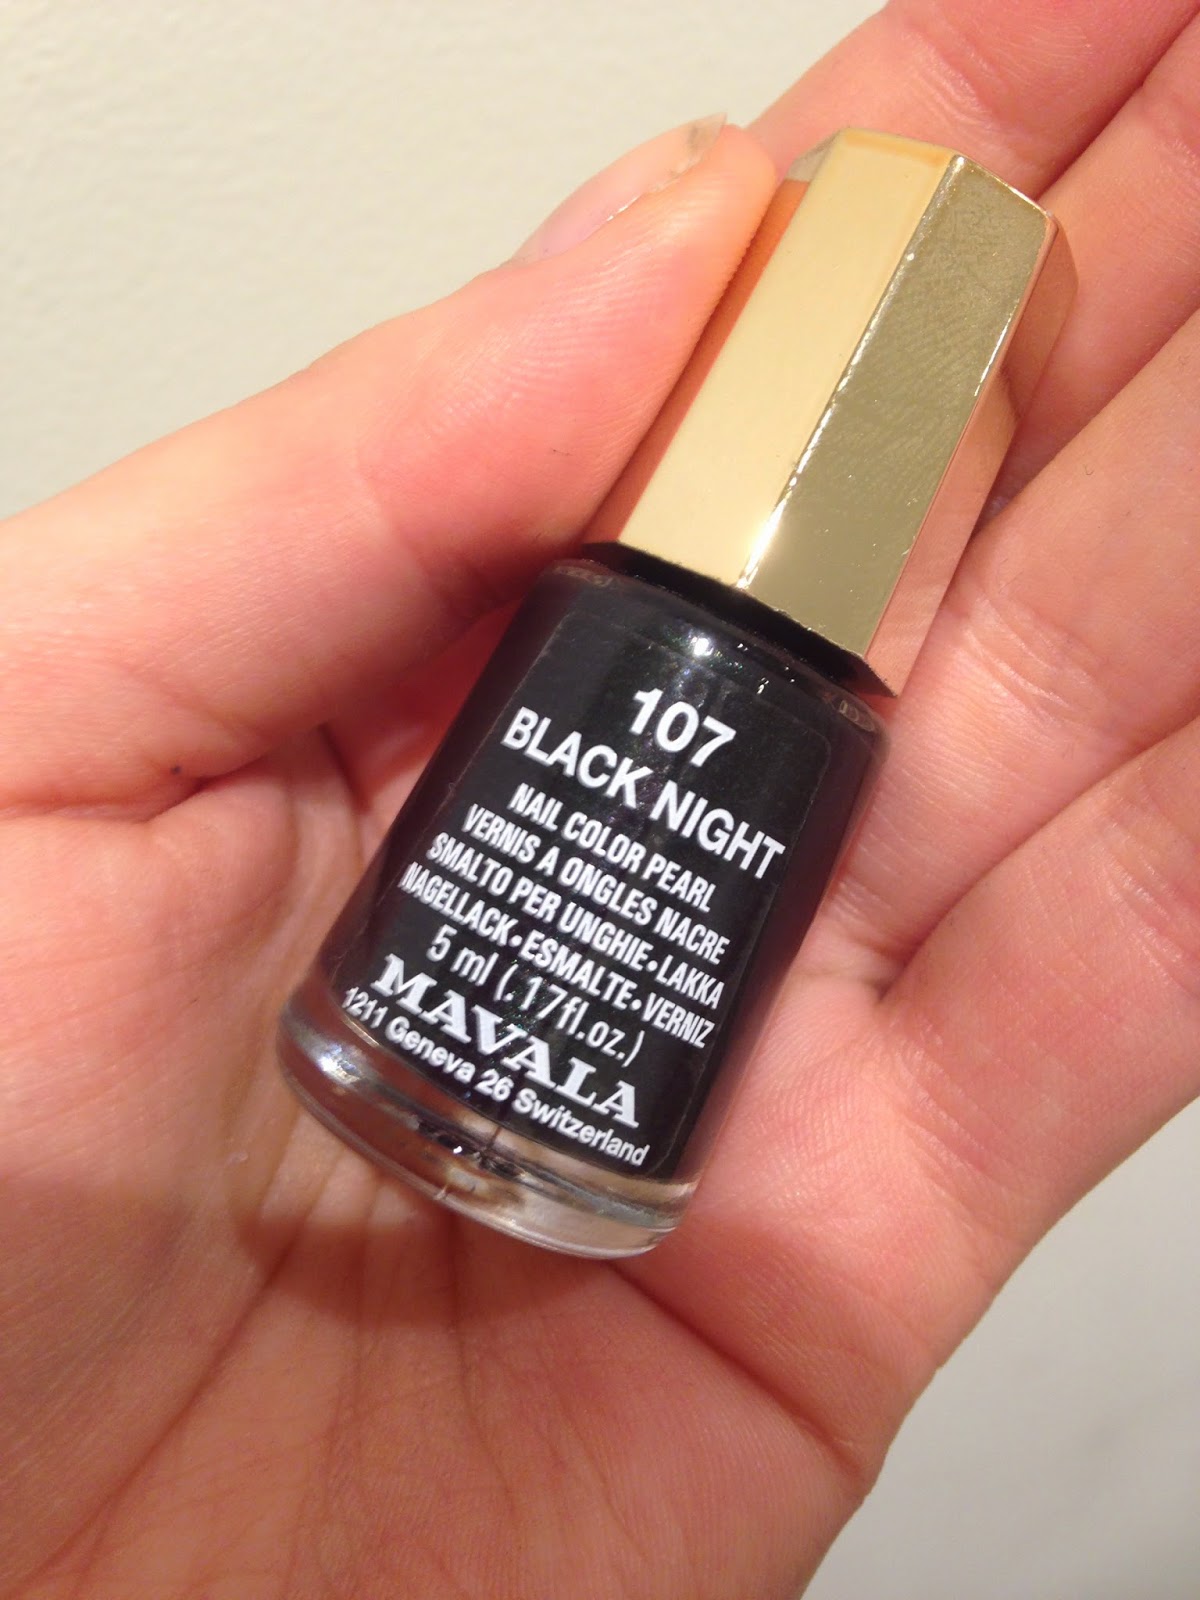 107
BLACK NIGHT
NAIL COLOR PEARL
VERNIS A ONGLES NACRE
SMALTO PER UNGHIE•LAKKA
NAGELLACK•ESMALTE•VERNIZ
5 ml (.17fl.oz.)
MAVALA
1211 Geneva 26 Switzerland